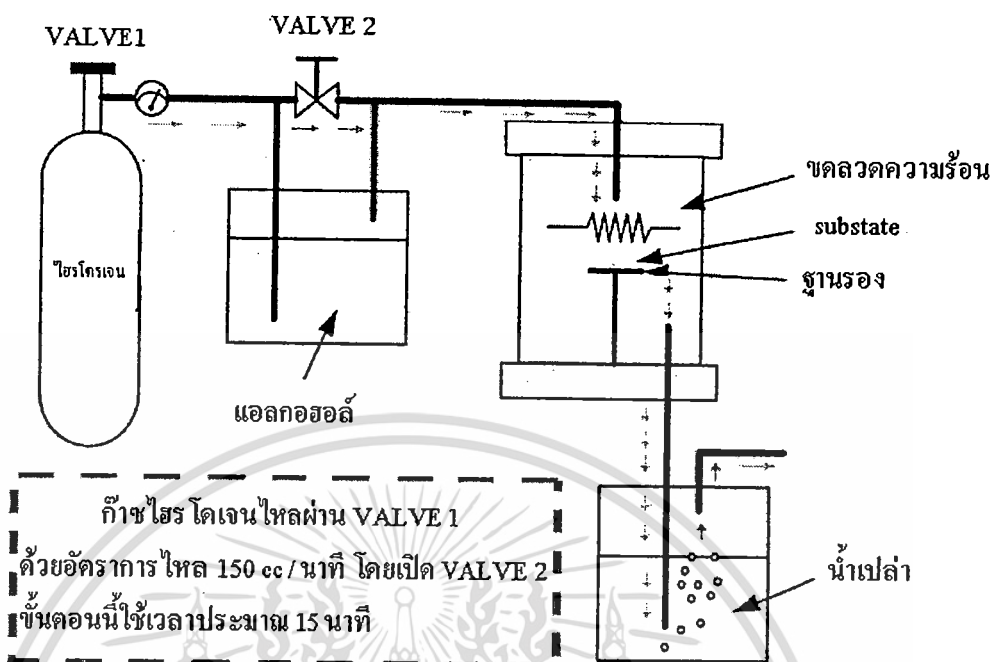 VALVE1
VALVE 2
ขดลวดความร้อน
substate
ฐานรอง
ไฮรโดรเจน
แอลกอฮอล์
ก๊าซไฮรโดเจนไหลผ่าน VALVE 1
ด้วยอัตราการไหล 150 cc / นาที โดยเปิด VALVE 2
ขั้นตอนนี้ใช้เวลาประมาณ 15 นาที
น้ำเปล่า